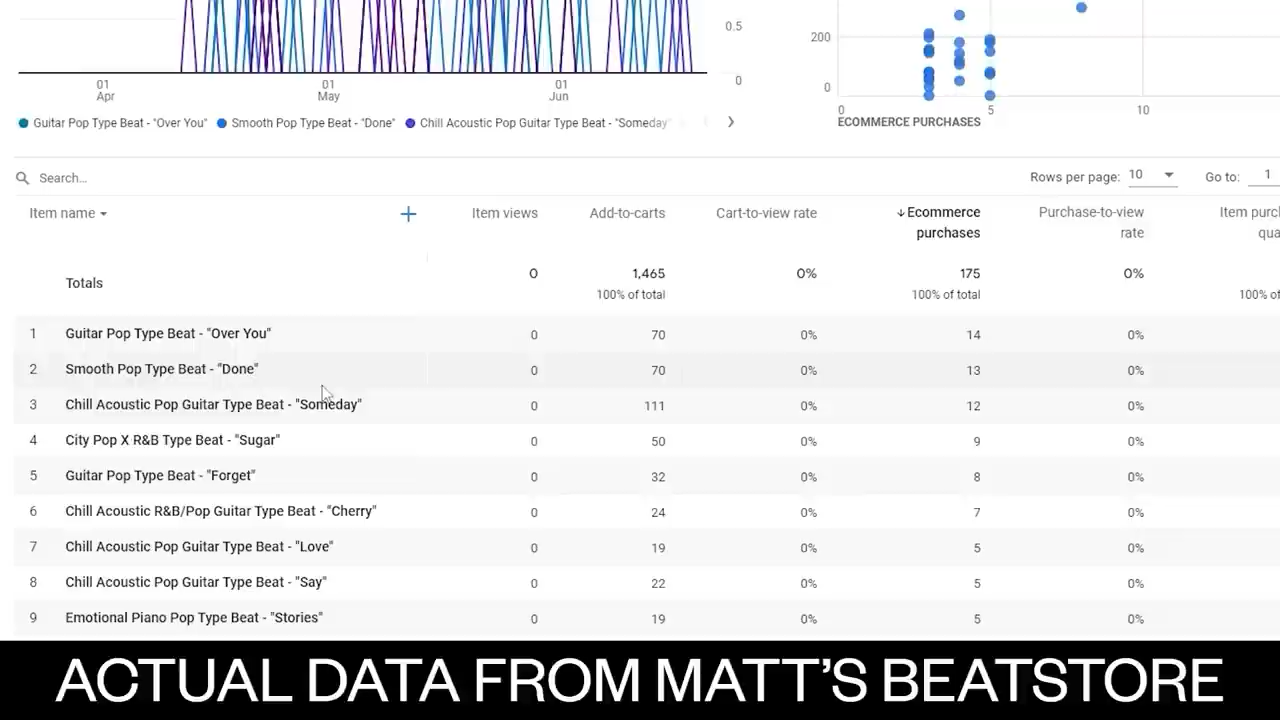 0.5
0
01
Apr
01
May
01
Jun
200
0
0
5
10
Guitar Pop Type Beat - "Over You"
Smooth Pop Type Beat - "Done"
Chill Acoustic Pop Guitar Type Beat - "Someday"
ECOMMERCE PURCHASES
Search...
Rows per page: 10 Go to: 1
Item name Item views Add-to-carts Cart-to-view rate Ecommerce purchases Purchase-to-view rate Item purc qua
Totals 0 1,465 0% 175 0%
100% of total 100% of total 100% of
1 Guitar Pop Type Beat - "Over You" 0 70 0% 14 0%
2 Smooth Pop Type Beat - "Done" 0 70 0% 13 0%
3 Chill Acoustic Pop Guitar Type Beat - "Someday" 0 111 0% 12 0%
4 City Pop X R&B Type Beat - "Sugar" 0 50 0% 9 0%
5 Guitar Pop Type Beat - "Forget" 0 32 0% 8 0%
6 Chill Acoustic R&B/Pop Guitar Type Beat - "Cherry" 0 24 0% 7 0%
7 Chill Acoustic Pop Guitar Type Beat - "Love" 0 19 0% 5 0%
8 Chill Acoustic Pop Guitar Type Beat - "Say" 0 22 0% 5 0%
9 Emotional Piano Pop Type Beat - "Stories" 0 19 0% 5 0%
ACTUAL DATA FROM MATT'S BEATSTORE